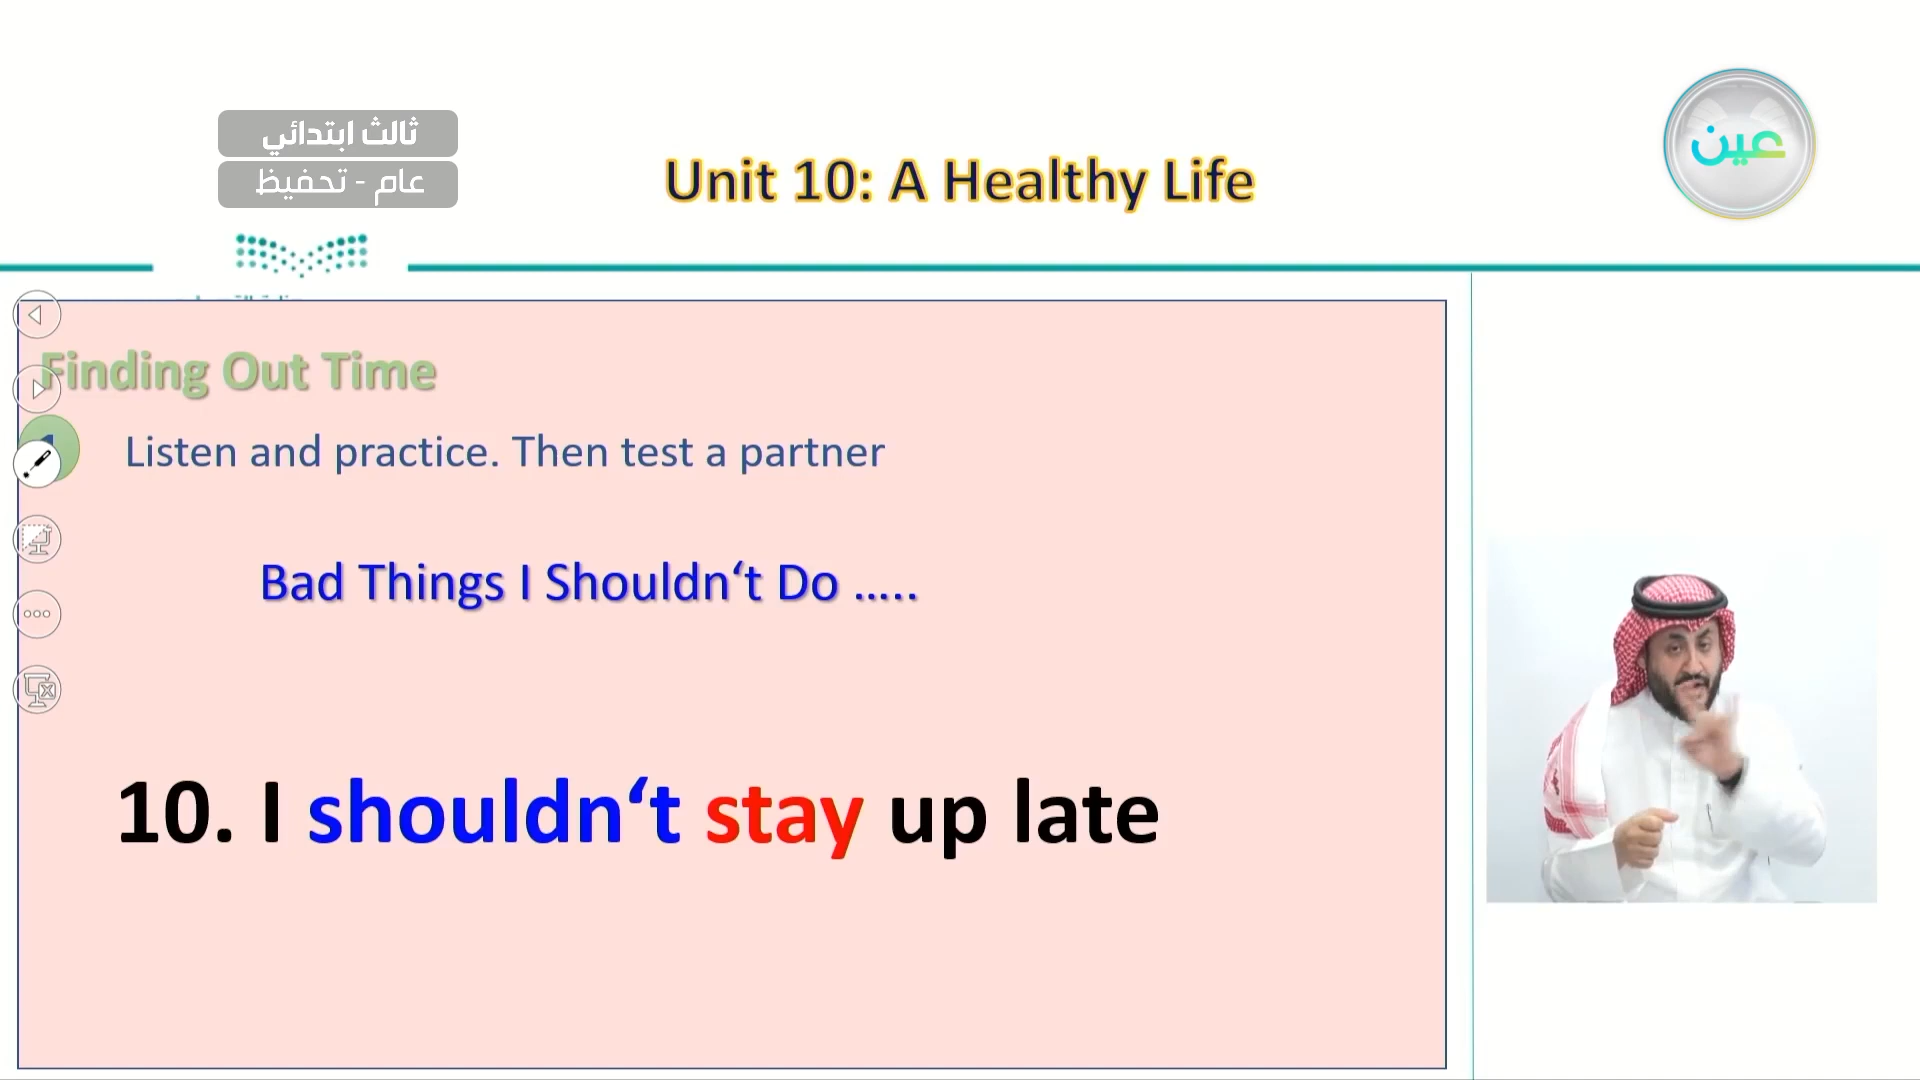 ثالث ابتدائي
عام - تحفيظ
Unit 10: A Healthy Life
عين
Finding Out Time
Listen and practice. Then test a partner
Bad Things I Shouldn‘t Do .....
10. I shouldn‘t stay up late